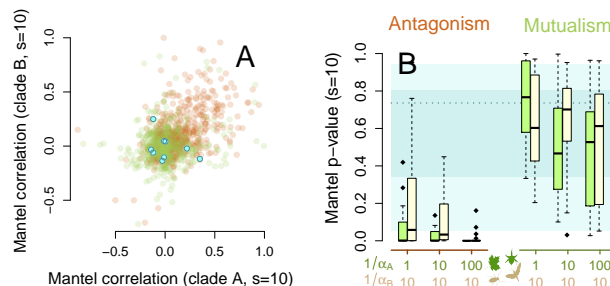 Antagonism
Mutualism
A
B
Mantel correlation (clade B, s=10)
1.0
0.5
0.0
-0.5
-0.5
0.0
0.5
1.0
Mantel correlation (clade A, s=10)
Mantel p-value (s=10)
1.0
0.8
0.6
0.4
0.2
0.0
1/αA 1 10 100 1 10 100
1/αB 10 10 10 10 10 10